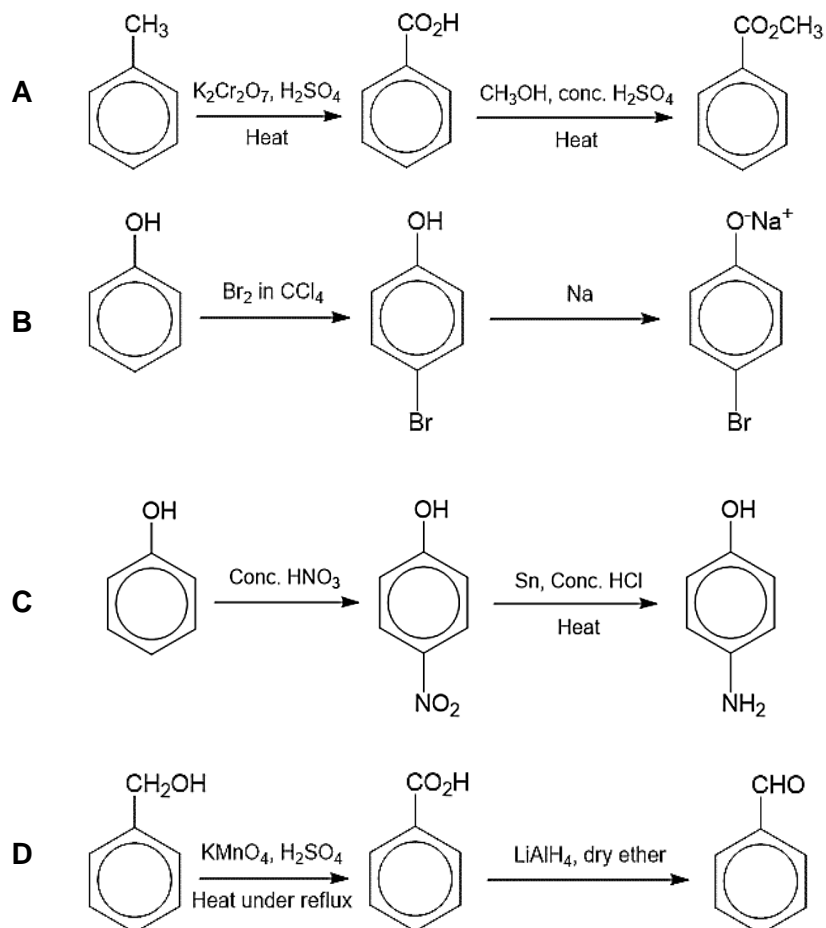 CH₃
CO₂H
CO₂CH₃
A
K₂Cr₂O₇, H₂SO₄
Heat
CH₃OH, conc. H₂SO₄
Heat
OH
OH
O⁻Na⁺
B
Br₂ in CCl₄
Na
Br
Br
OH
OH
OH
C
Conc. HNO₃
Sn, Conc. HCl
Heat
NO₂
NH₂
CH₂OH
CO₂H
CHO
D
KMnO₄, H₂SO₄
Heat under reflux
LiAlH₄, dry ether